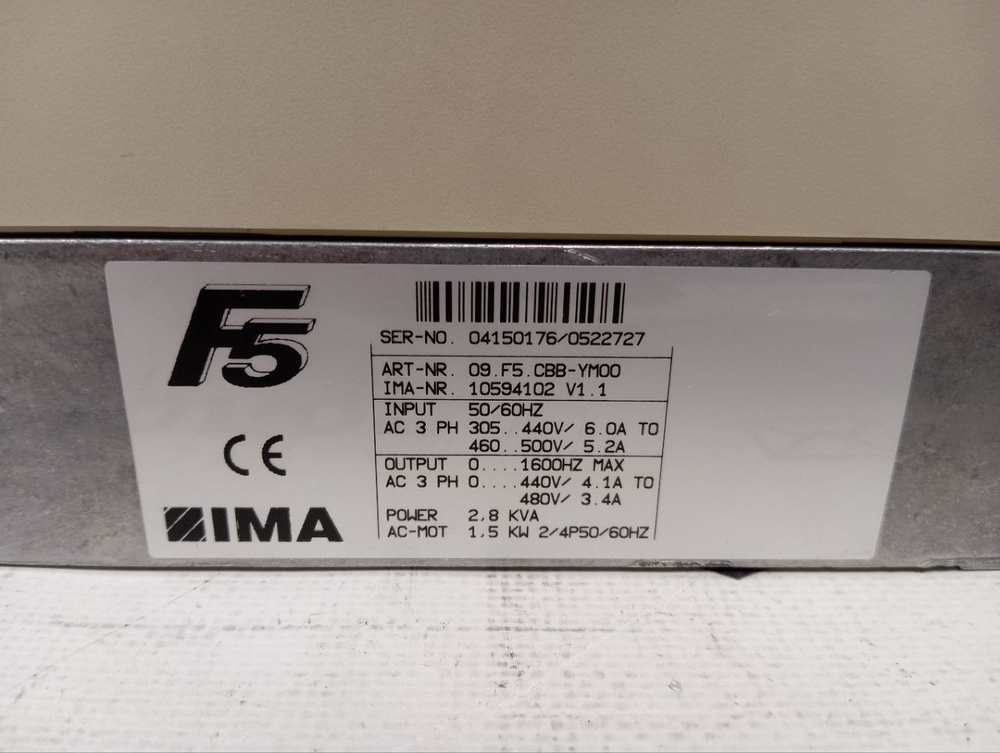 F5
CE
IMA
SER-NO. 04150176/0522727
ART-NR. 09.F5.CBB-YM00
IMA-NR. 10594102 V1.1
INPUT 50/60HZ
AC 3 PH 305..440V/ 6.0A TO
460..500V/ 5.2A
OUTPUT 0....1600HZ MAX
AC 3 PH 0....440V/ 4.1A TO
480V/ 3.4A
POWER 2,8 KVA
AC-MOT 1,5 KW 2/4P50/60HZ